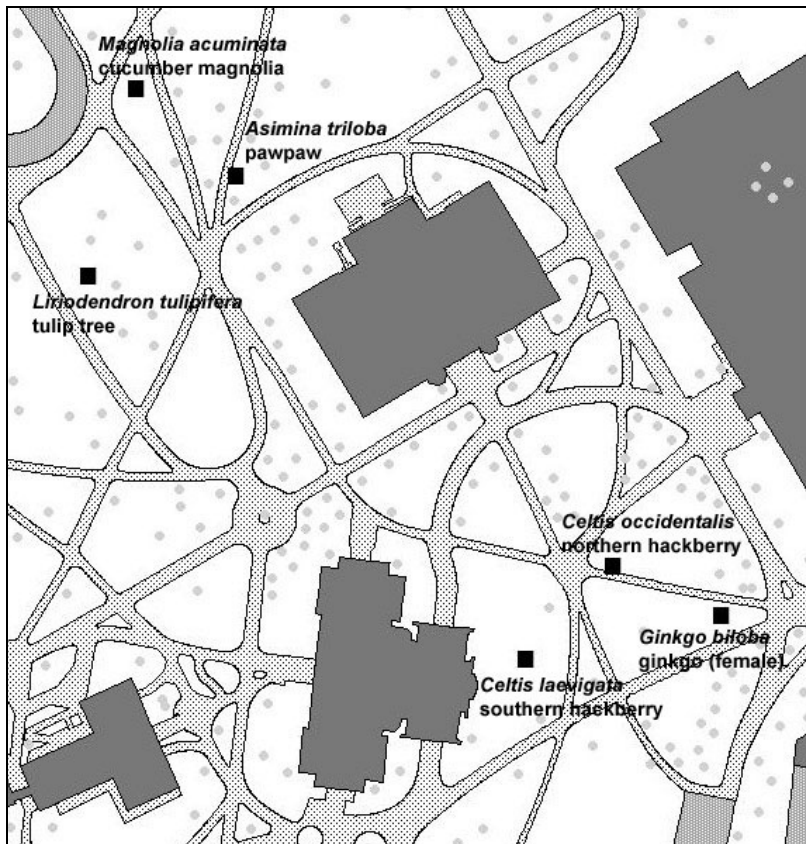 Magnolia acuminata
cucumber magnolia
Asimina triloba
pawpaw
Liriodendron tulipifera
tulip tree
Celtis occidentalis
northern hackberry
Ginkgo biloba
ginkgo (female)
Celtis laevigata
southern hackberry